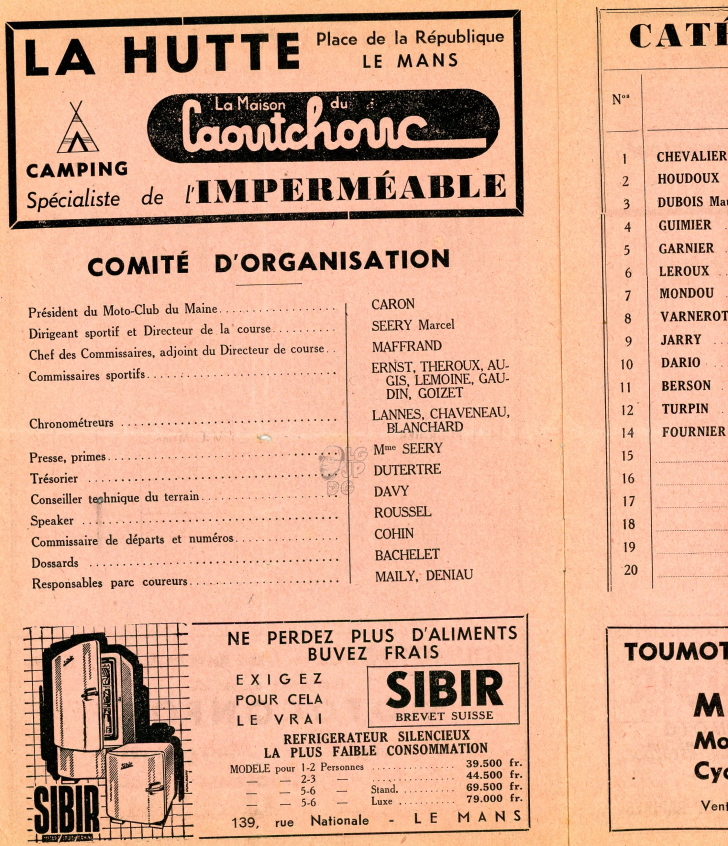 LA HUTTE
Place de la République
LE MANS
La Maison du
Caoutchouc
CAMPING
Spécialiste de l'IMPERMÉABLE
COMITÉ D'ORGANISATION
Président du Moto-Club du Maine.................. CARON
Dirigeant sportif et Directeur de la course.......... SEERY Marcel
Chef des Commissaires, adjoint du Directeur de course.. MAFFRAND
Commissaires sportifs.............................. ERNST, THEROUX, AU-
GIS, LEMOINE, GAU-
DIN, GOIZET
Chronométreurs .................................. LANNES, CHAVENEAU,
BLANCHARD
Presse, primes.................................... Mme SEERY
Trésorier ........................................ DUTERTRE
Conseiller technique du terrain...................... DAVY
Speaker ........................................ ROUSSEL
Commissaire de départs et numéros................ COHIN
Dossards ........................................ BACHELET
Responsables parc coureurs........................ MAILY, DENIAU
SIBIR
NE PERDEZ PLUS D'ALIMENTS
BUVEZ FRAIS
EXIGEZ
POUR CELA
LE VRAI
SIBIR
BREVET SUISSE
REFRIGERATEUR SILENCIEUX
LA PLUS FAIBLE CONSOMMATION
MODELE pour 1-2 Personnes .............. 39.500 fr.
— — 2-3 — .............. 44.500 fr.
— — 5-6 — Stand. .......... 69.500 fr.
— — 5-6 — Luxe .......... 79.000 fr.
139, rue Nationale - LE MANS
CATÉ
Nos
1 CHEVALIER
2 HOUDOUX
3 DUBOIS Mau
4 GUIMIER
5 GARNIER
6 LEROUX
7 MONDOU
8 VARNEROT
9 JARRY
10 DARIO
11 BERSON
12 TURPIN
14 FOURNIER
15
16
17
18
19
20
TOUMOT
M
Mo
Cyc
Vent